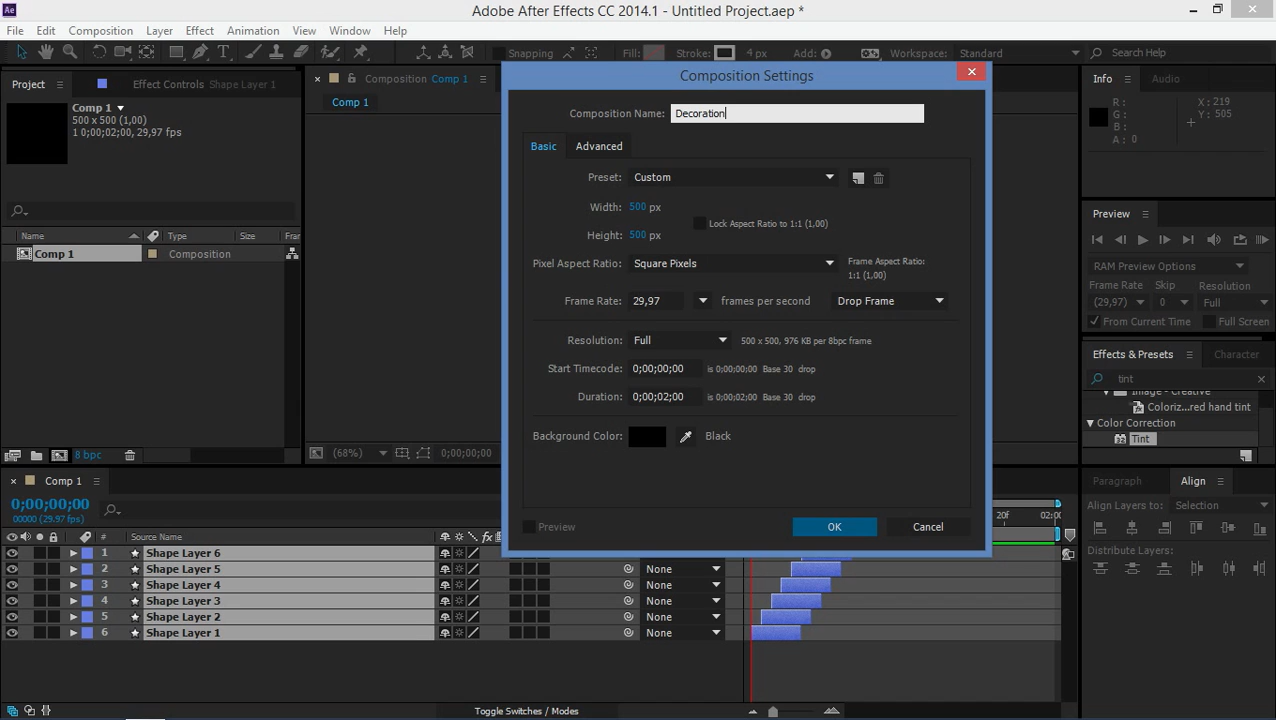 Adobe After Effects CC 2014.1 - Untitled Project.aep *
File Edit Composition Layer Effect Animation View Window Help
Snapping Fill: Stroke: 4 px Add: Workspace: Standard Search Help
Project Effect Controls Shape Layer 1
Comp 1
500 x 500 (1,00)
Δ 0;00;02;00, 29,97 fps
Name Type Size Fra
Comp 1 Composition
8 bpc
Composition Comp 1
Comp 1
(68%) 0;00;00;00
Composition Settings
Composition Name: Decoration
Basic Advanced
Preset: Custom
Width: 500 px
Lock Aspect Ratio to 1:1 (1,00)
Height: 500 px
Pixel Aspect Ratio: Square Pixels Frame Aspect Ratio:
1:1 (1,00)
Frame Rate: 29,97 frames per second Drop Frame
Resolution: Full 500 x 500, 976 KB per 8bpc frame
Start Timecode: 0;00;00;00 is 0;00;00;00 Base 30 drop
Duration: 0;00;02;00 is 0;00;02;00 Base 30 drop
Background Color: Black
Preview OK Cancel
Info Audio
R : X : 219
G : Y : 505
B :
A : 0
Preview
RAM Preview Options
Frame Rate Skip Resolution
(29,97) 0 Full
From Current Time Full Screen
Effects & Presets Character
tint
Image - Creative
Coloriz...red hand tint
Color Correction
Tint
Paragraph Align
Align Layers to: Selection
Distribute Layers:
Comp 1
0;00;00;00
00000 (29.97 fps)
20f 02:00
# Source Name
1 Shape Layer 6
2 Shape Layer 5 None
3 Shape Layer 4 None
4 Shape Layer 3 None
5 Shape Layer 2 None
6 Shape Layer 1 None
Toggle Switches / Modes